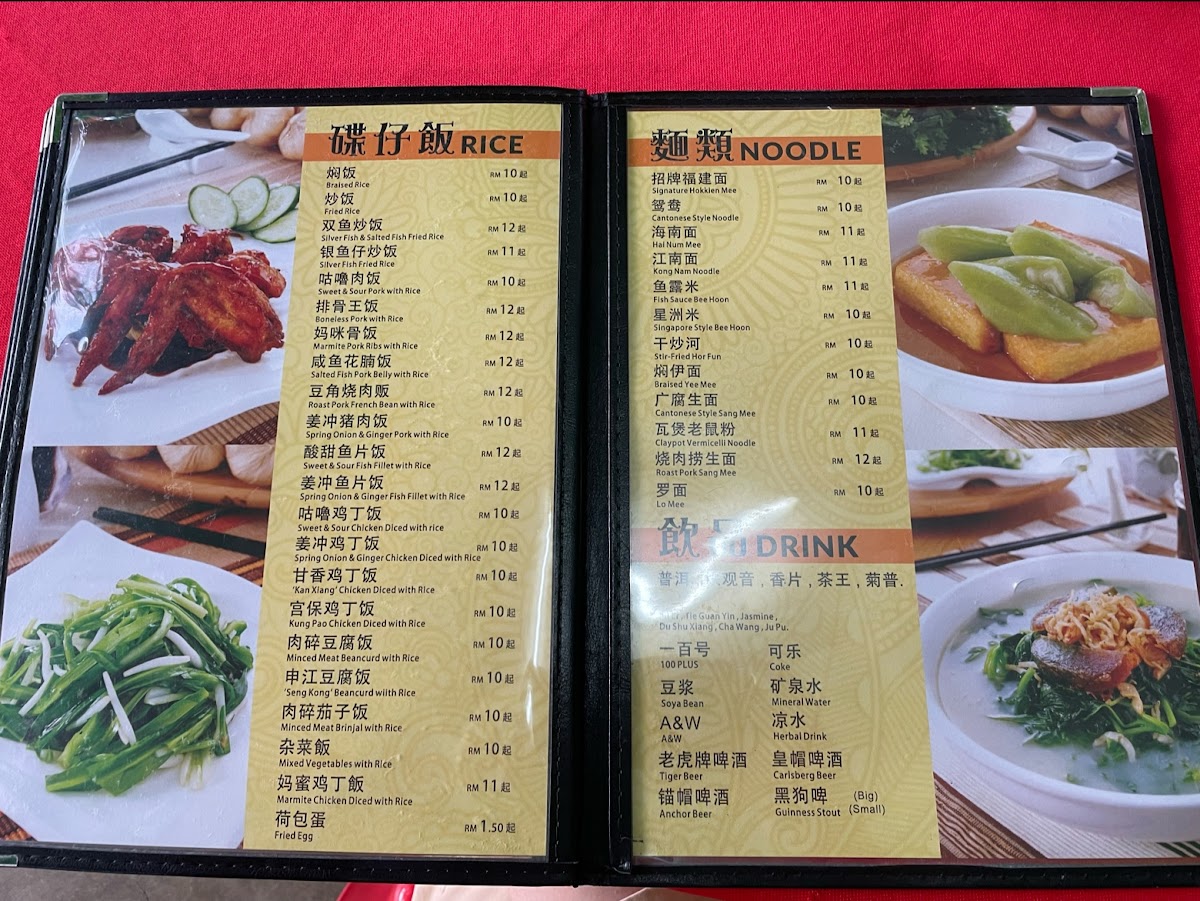 碟仔飯 RICE
焖饭 RM 10 起
Braised Rice
炒饭 RM 10 起
Fried Rice
双鱼炒饭 RM 12 起
Silver Fish & Salted Fish Fried Rice
银鱼仔炒饭 RM 11 起
Silver Fish Fried Rice
咕噜肉饭 RM 10 起
Sweet & Sour Pork with Rice
排骨王饭 RM 12 起
Boneless Pork with Rice
妈咪骨饭 RM 12 起
Marmite Pork Ribs with Rice
咸鱼花腩饭 RM 12 起
Salted Fish Pork Belly with Rice
豆角烧肉贩 RM 12 起
Roast Pork French Bean with Rice
姜冲猪肉饭 RM 10 起
Spring Onion & Ginger Pork with Rice
酸甜鱼片饭 RM 12 起
Sweet & Sour Fish Fillet with Rice
姜冲鱼片饭 RM 12 起
Spring Onion & Ginger Fish Fillet with Rice
咕噜鸡丁饭 RM 10 起
Sweet & Sour Chicken Diced with rice
姜冲鸡丁饭 RM 10 起
Spring Onion & Ginger Chicken Diced with Rice
甘香鸡丁饭 RM 10 起
'Kan Xiang' Chicken Diced with Rice
宫保鸡丁饭 RM 10 起
Kung Pao Chicken Diced with Rice
肉碎豆腐饭 RM 10 起
Minced Meat Beancurd with Rice
申江豆腐饭 RM 10 起
'Seng Kong' Beancurd wiith Rice
肉碎茄子饭 RM 10 起
Minced Meat Brinjal with Rice
杂菜飯 RM 10 起
Mixed Vegetables with Rice
妈蜜鸡丁飯 RM 11 起
Marmite Chicken Diced with Rice
荷包蛋 RM 1.50 起
Fried Egg
麵類 NOODLE
招牌福建面 RM 10 起
Signature Hokkien Mee
鸳鸯 RM 10 起
Cantonese Style Noodle
海南面 RM 11 起
Hai Num Mee
江南面 RM 11 起
Kong Nam Noodle
鱼露米 RM 11 起
Fish Sauce Bee Hoon
星洲米 RM 10 起
Singapore Style Bee Hoon
干炒河 RM 10 起
Stir-Fried Hor Fun
焖伊面 RM 10 起
Braised Yee Mee
广腐生面 RM 10 起
Cantonese Style Sang Mee
瓦煲老鼠粉 RM 11 起
Claypot Vermicelli Noodle
烧肉捞生面 RM 12 起
Roast Pork Sang Mee
罗面 RM 10 起
Lo Mee
飲品 DRINK
普洱, 观音, 香片, 茶王, 菊普.
Tie Guan Yin, Jasmine,
Du Shu Xiang, Cha Wang, Ju Pu.
一百号 可乐
100 PLUS Coke
豆浆 矿泉水
Soya Bean Mineral Water
A&W 凉水
A&W Herbal Drink
老虎牌啤酒 皇帽啤酒
Tiger Beer Carlsberg Beer
锚帽啤酒 黑狗啤 (Big)
Anchor Beer Guinness Stout (Small)